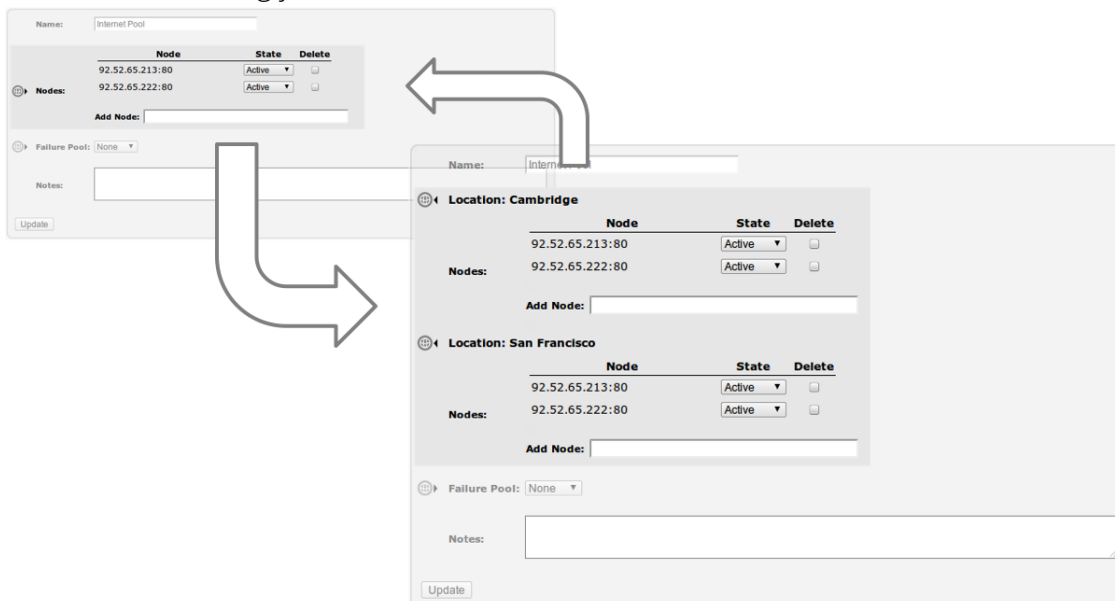 Name: Internet Pool
Node State Delete
92.52.65.213:80 Active
Nodes: 92.52.65.222:80 Active
Add Node:
Failure Pool: None
Notes:
Update
Name:
Location: Cambridge
Node State Delete
92.52.65.213:80 Active
92.52.65.222:80 Active
Nodes:
Add Node:
Location: San Francisco
Node State Delete
92.52.65.213:80 Active
92.52.65.222:80 Active
Nodes:
Add Node:
Failure Pool: None
Notes:
Update